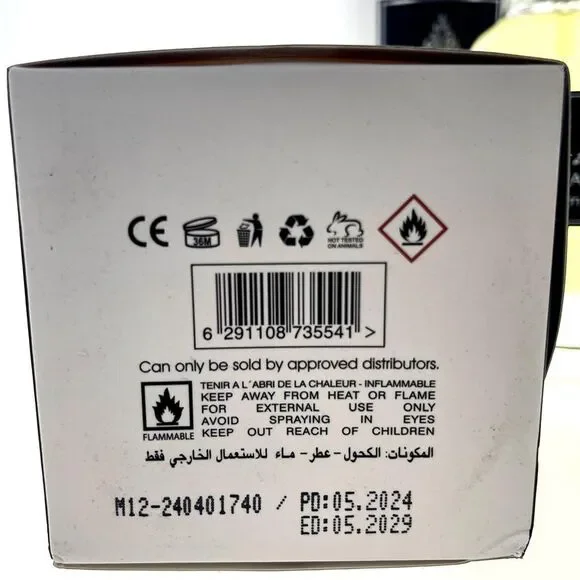 CE
36M
NOT TESTED
ON ANIMALS
6 291108 735541 >
Can only be sold by approved distributors.
TENIR A L´ABRI DE LA CHALEUR - INFLAMMABLE
KEEP AWAY FROM HEAT OR FLAME
FOR EXTERNAL USE ONLY
AVOID SPRAYING IN EYES
FLAMMABLE KEEP OUT REACH OF CHILDREN
المكونات: الكحول - عطر- ماء للاستعمال الخارجي فقط
M12-240401740 / PD:05.2024
ED:05.2029